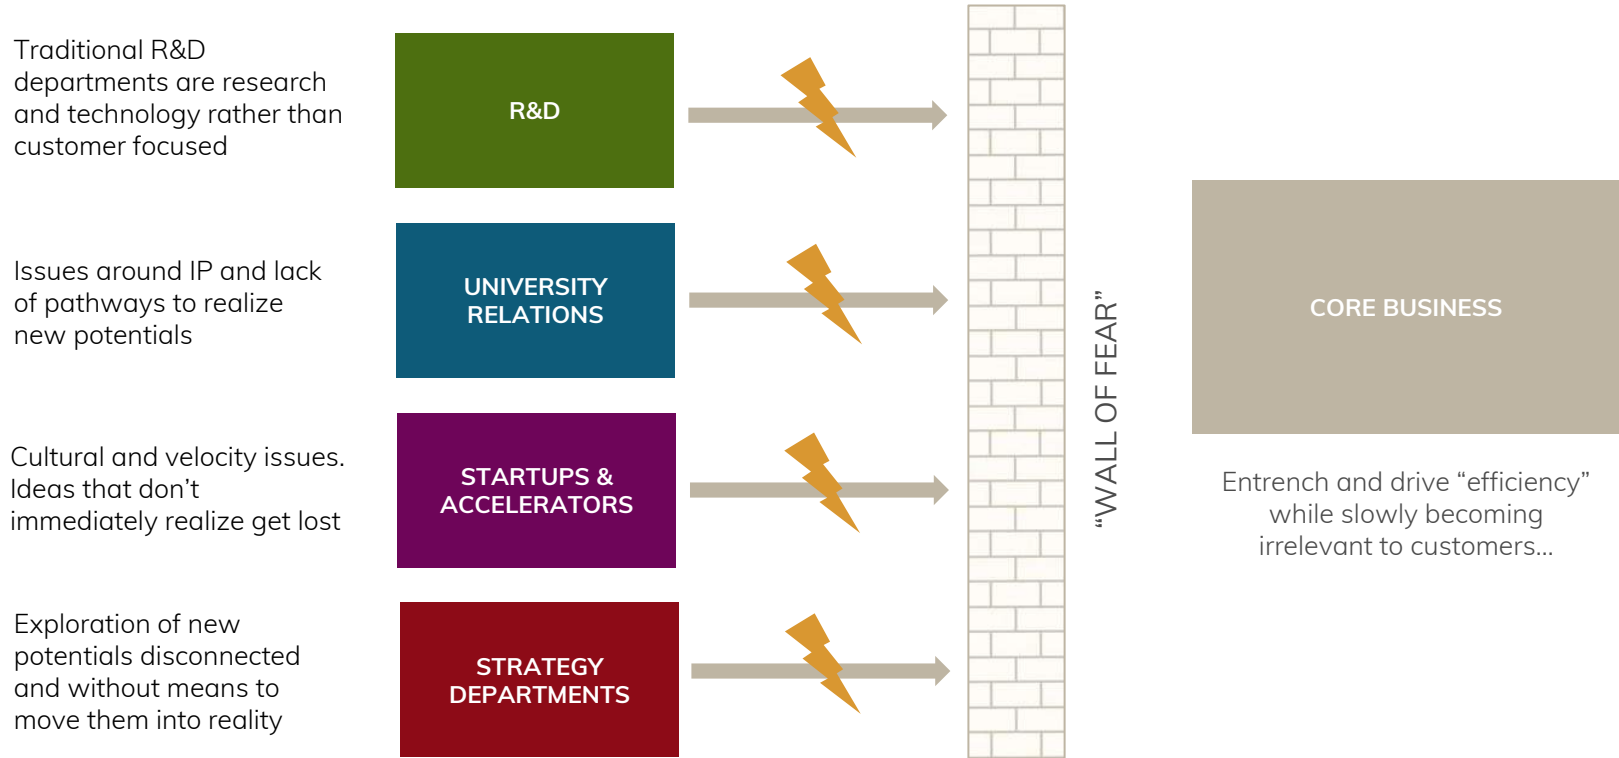 Traditional R&D
departments are research
and technology rather than
customer focused
R&D
Issues around IP and lack
of pathways to realize
new potentials
UNIVERSITY
RELATIONS
Cultural and velocity issues.
Ideas that don’t
immediately realize get lost
STARTUPS &
ACCELERATORS
Exploration of new
potentials disconnected
and without means to
move them into reality
STRATEGY
DEPARTMENTS
“WALL OF FEAR”
CORE BUSINESS
Entrench and drive “efficiency”
while slowly becoming
irrelevant to customers...